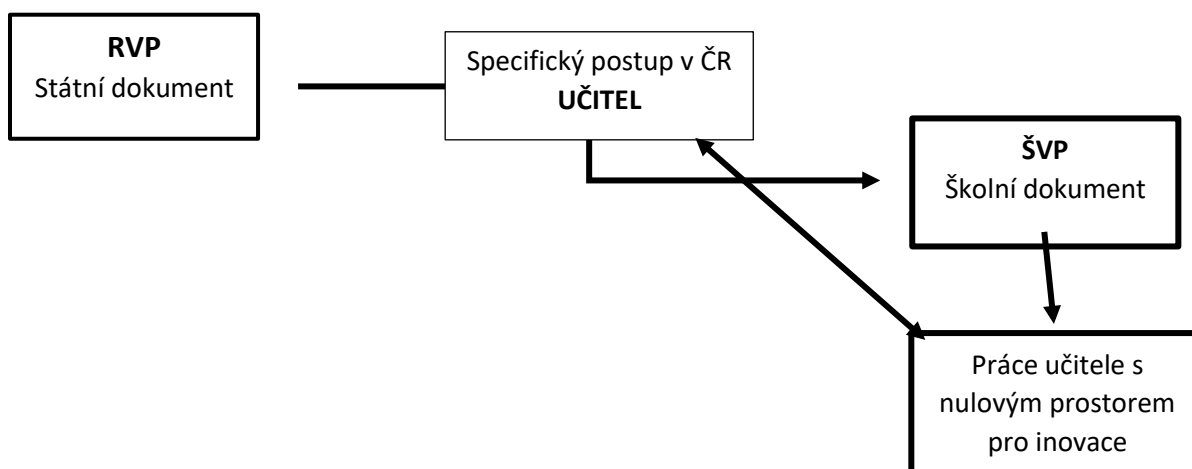 RVP
Státní dokument
Specifický postup v ČR
UČITEL
ŠVP
Školní dokument
Práce učitele s
nulovým prostorem
pro inovace